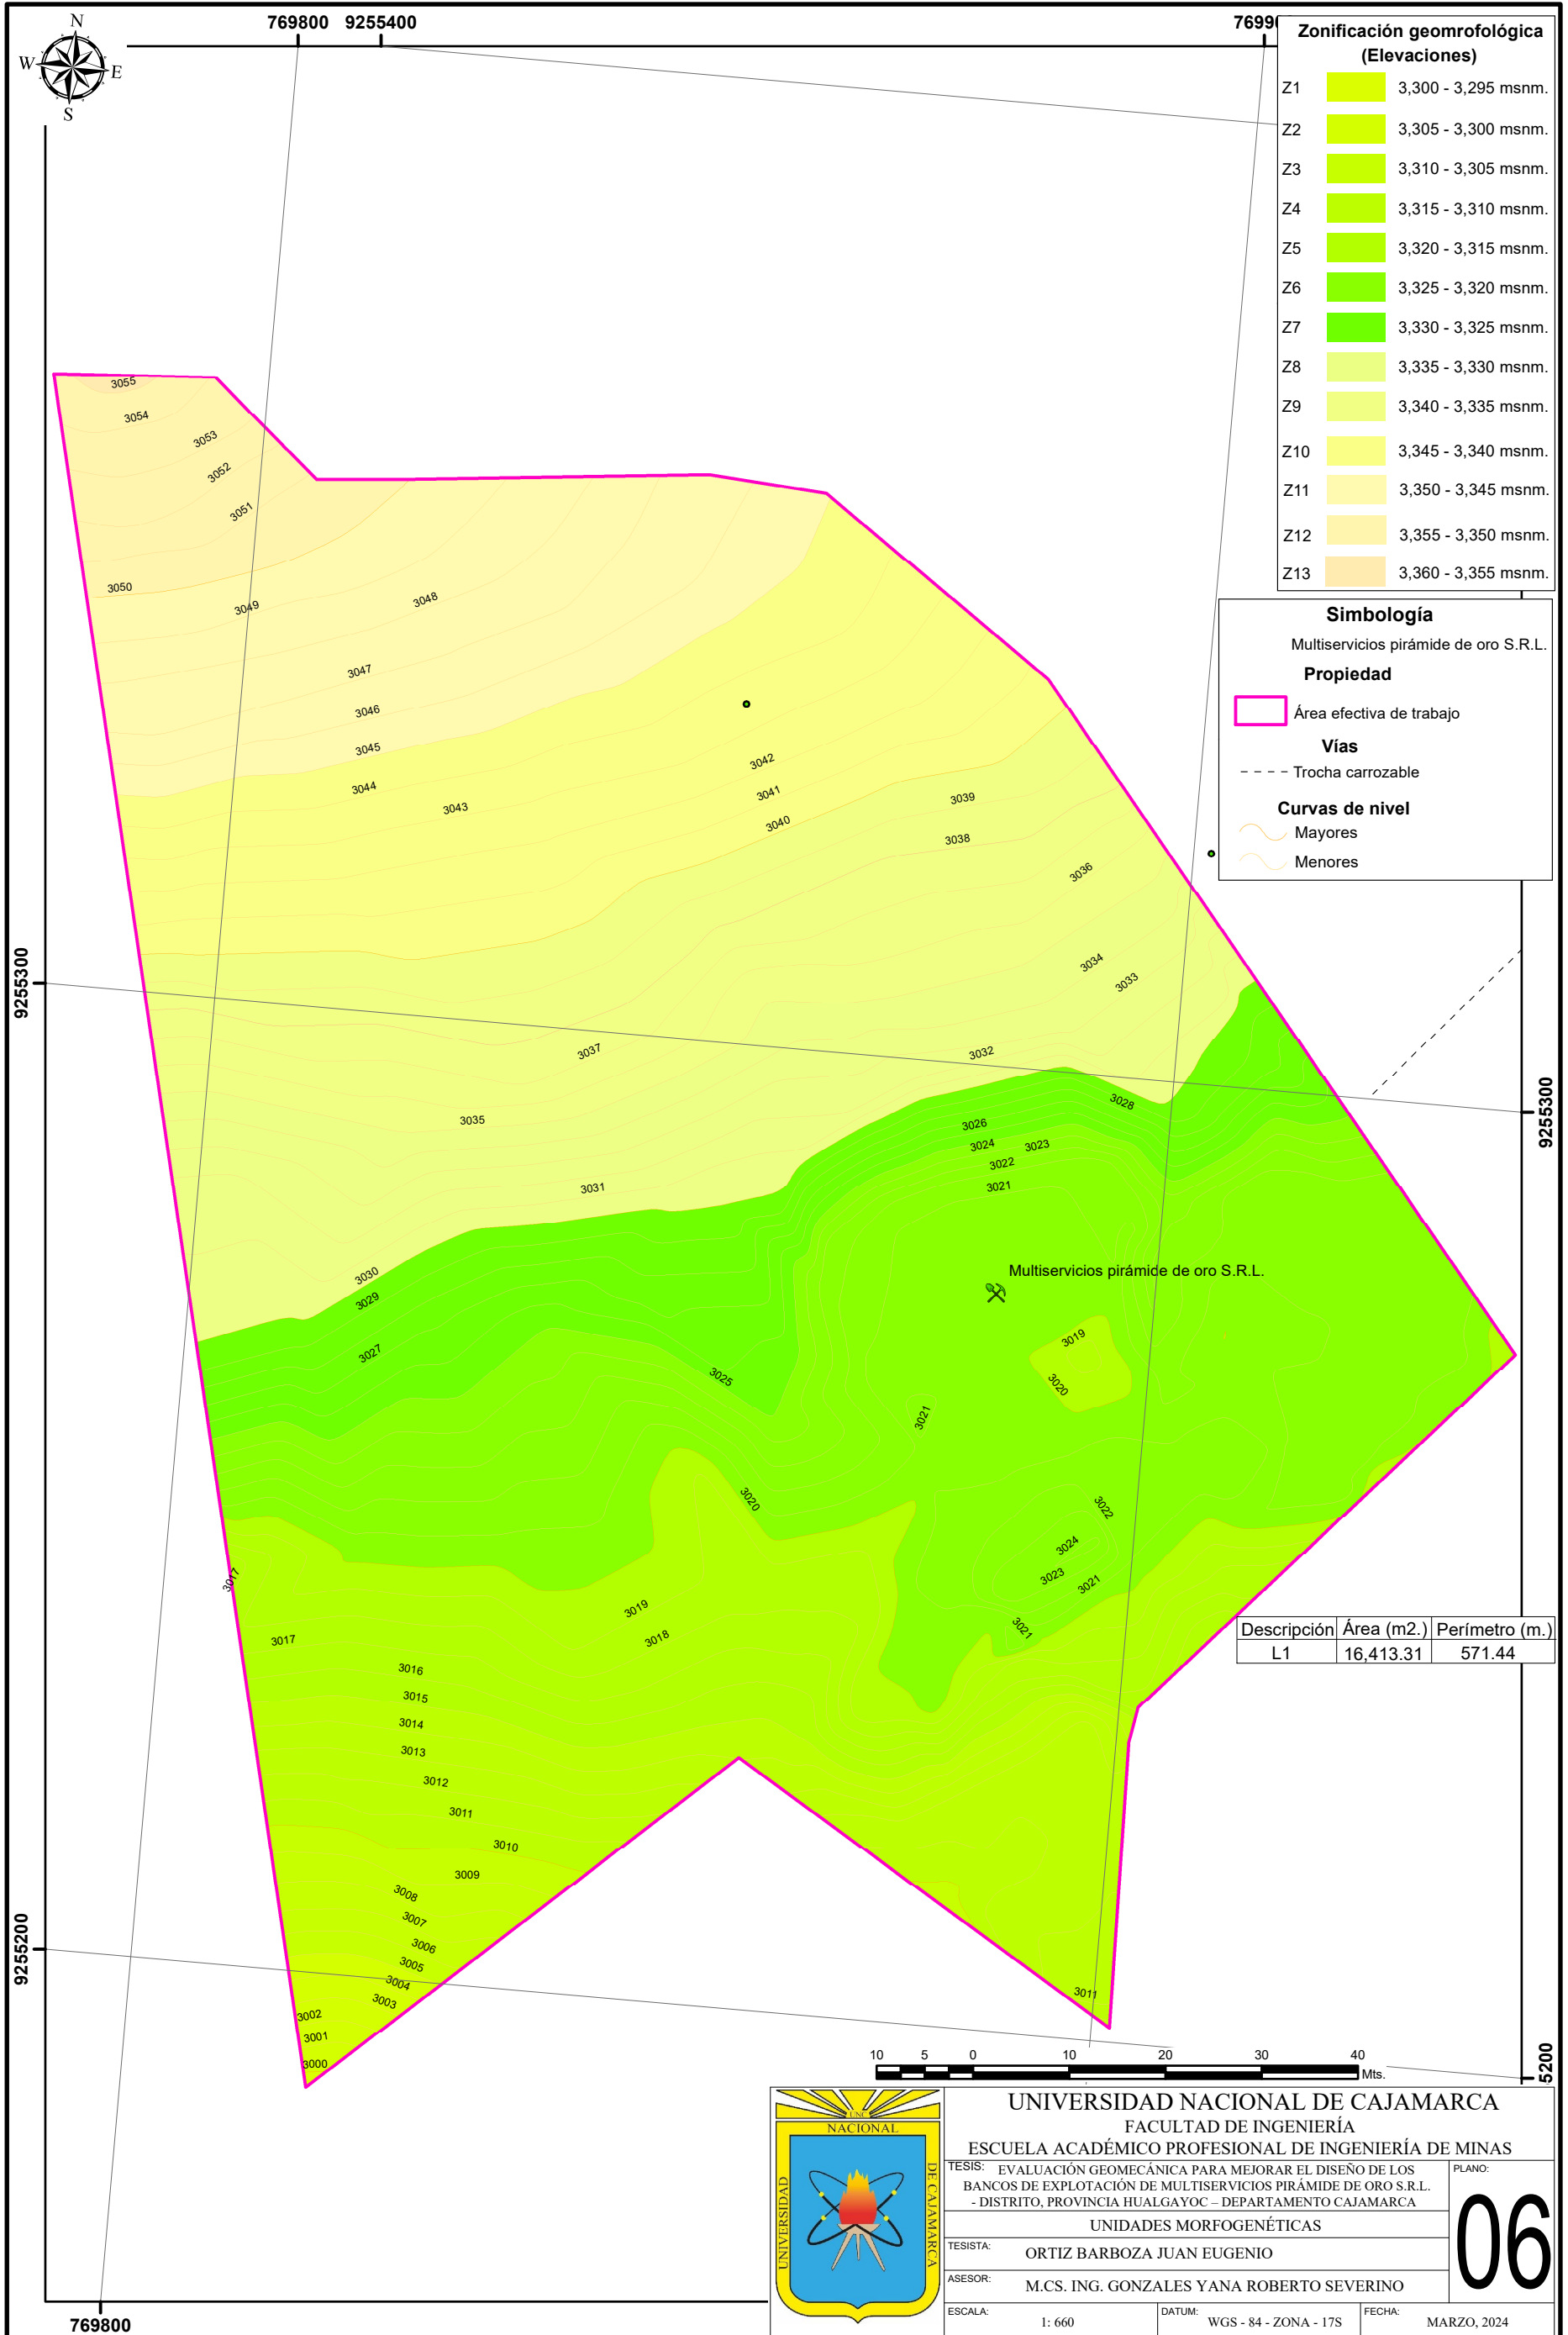 769800 9255400
N
W E
S
Zonificación geomrofológica
(Elevaciones)
Z1 3,300 - 3,295 msnm.
Z2 3,305 - 3,300 msnm.
Z3 3,310 - 3,305 msnm.
Z4 3,315 - 3,310 msnm.
Z5 3,320 - 3,315 msnm.
Z6 3,325 - 3,320 msnm.
Z7 3,330 - 3,325 msnm.
Z8 3,335 - 3,330 msnm.
Z9 3,340 - 3,335 msnm.
Z10 3,345 - 3,340 msnm.
Z11 3,350 - 3,345 msnm.
Z12 3,355 - 3,350 msnm.
Z13 3,360 - 3,355 msnm.
Simbología
Multiservicios pirámide de oro S.R.L.
Propiedad
Área efectiva de trabajo
Vías
Trocha carrozable
Curvas de nivel
Mayores
Menores
3055
3054
3053
3052
3051
3050
3049
3048
3047
3046
3045
3044
3043
3042
3041
3040
3039
3038
3036
3034
3033
3037
3032
3035
3031
3028
3026
3024
3023
3022
3021
3030
3029
3027
3025
Multiservicios pirámide de oro S.R.L.
3019
3020
3021
3020
3022
3024
3023
3021
3021
3017
3019
3018
3017
3016
3015
3014
3013
3012
3011
3010
3009
3008
3007
3006
3005
3004
3003
3002
3001
3000
3011
9255300
9255300
9255200
5200
769800
Descripción Área (m2.) Perímetro (m.)
L1 16,413.31 571.44
10 5 0 10 20 30 40
Mts.
UNC
NACIONAL
UNIVERSIDAD
DE CAJAMARCA
UNIVERSIDAD NACIONAL DE CAJAMARCA
FACULTAD DE INGENIERÍA
ESCUELA ACADÉMICO PROFESIONAL DE INGENIERÍA DE MINAS
TESIS: EVALUACIÓN GEOMECÁNICA PARA MEJORAR EL DISEÑO DE LOS
BANCOS DE EXPLOTACIÓN DE MULTISERVICIOS PIRÁMIDE DE ORO S.R.L.
- DISTRITO, PROVINCIA HUALGAYOC – DEPARTAMENTO CAJAMARCA
PLANO:
06
UNIDADES MORFOGENÉTICAS
TESISTA: ORTIZ BARBOZA JUAN EUGENIO
ASESOR: M.CS. ING. GONZALES YANA ROBERTO SEVERINO
ESCALA: 1: 660 DATUM: WGS - 84 - ZONA - 17S FECHA: MARZO, 2024